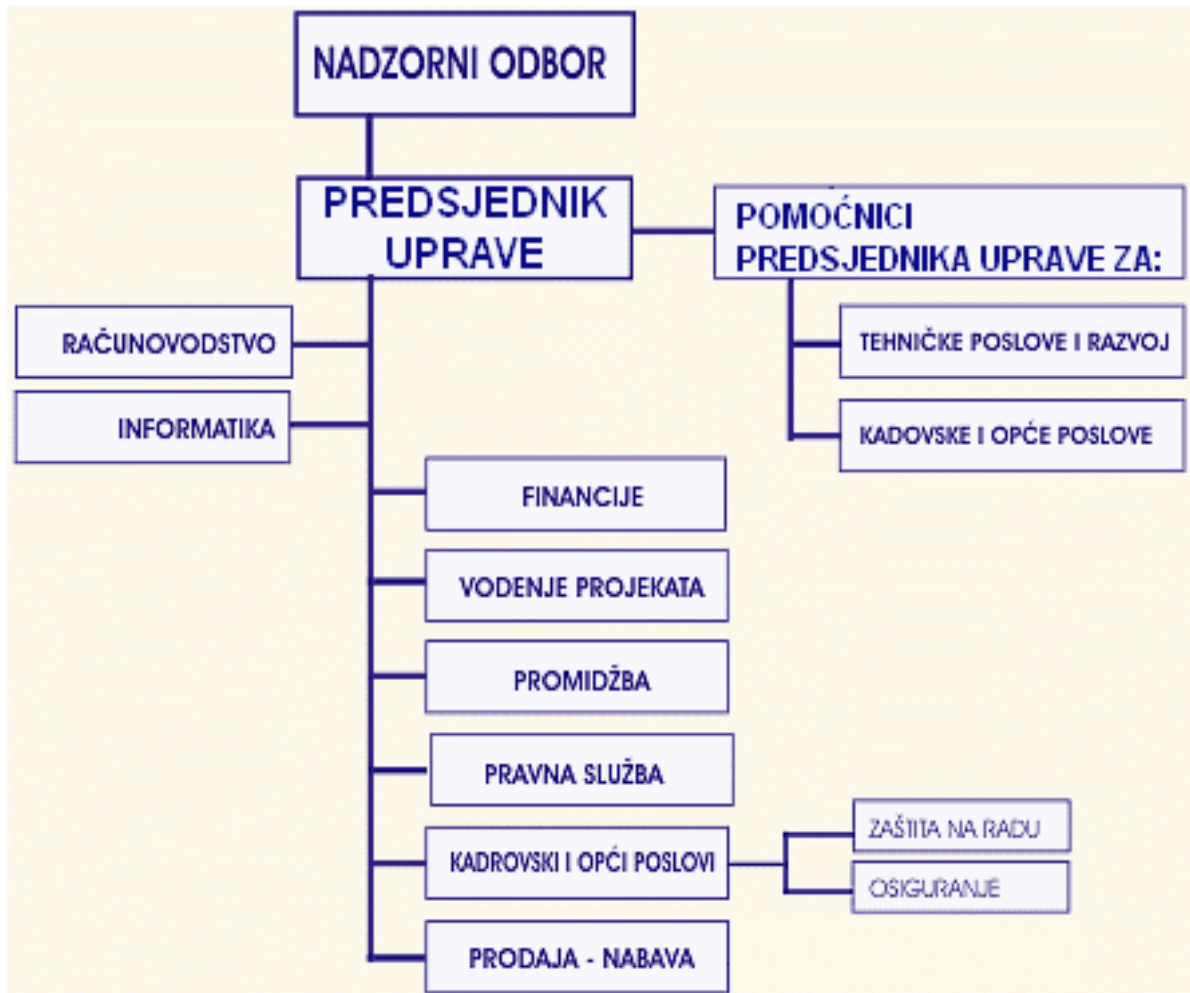 NADZORNI ODBOR
PREDSJEDNIK
UPRAVE
POMOĆNICI
PREDSJEDNIKA UPRAVE ZA:
RAČUNOVODSTVO
TEHNIČKE POSLOVE I RAZVOJ
INFORMATIKA
KADOVSKE I OPĆE POSLOVE
FINANCIJE
VODENJE PROJEKATA
PROMIDŽBA
PRAVNA SLUŽBA
KADROVSKI I OPĆI POSLOVI
ZAŠTITA NA RADU
OSIGURANJE
PRODAJA - NABAVA